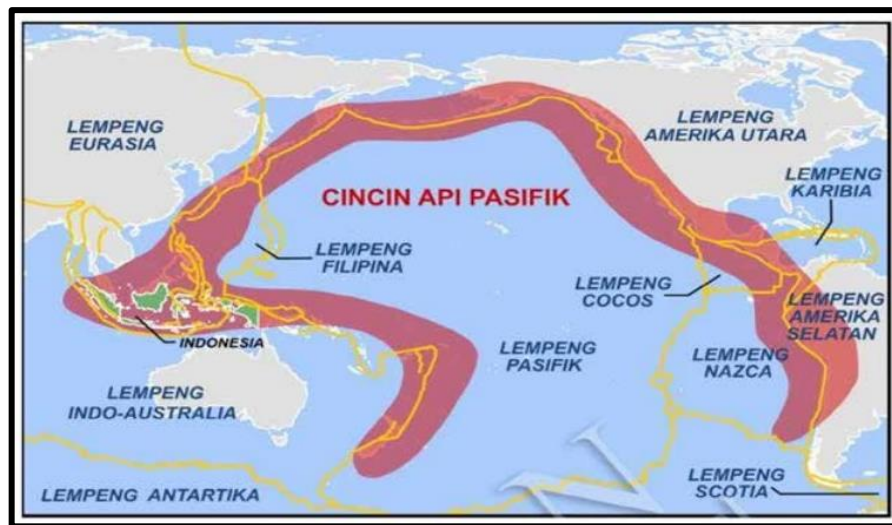 LEMPENG
EURASIA
LEMPENG
AMERIKA UTARA
LEMPENG
KARIBIA
CINCIN API PASIFIK
LEMPENG
FILIPINA
LEMPENG
COCOS
LEMPENG
AMERIKA
SELATAN
INDONESIA
LEMPENG
PASIFIK
LEMPENG
NAZCA
LEMPENG
INDO-AUSTRALIA
LEMPENG ANTARTIKA
LEMPENG
SCOTIA